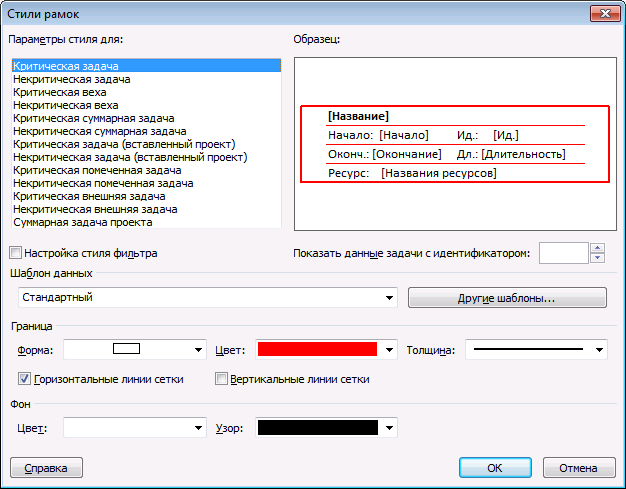 Стили рамок
Параметры стиля для:
Образец:
Критическая задача
Некритическая задача
Критическая веха
Некритическая веха
Критическая суммарная задача
Некритическая суммарная задача
Критическая задача (вставленный проект)
Некритическая задача (вставленный проект)
Критическая помеченная задача
Некритическая помеченная задача
Критическая внешняя задача
Некритическая внешняя задача
Суммарная задача проекта
[Название]
Начало: [Начало] Ид.: [Ид.]
Оконч.: [Окончание] Дл.: [Длительность]
Ресурс: [Названия ресурсов]
Настройка стиля фильтра
Показать данные задачи с идентификатором:
Шаблон данных
Стандартный
Другие шаблоны...
Граница
Форма: Цвет: Толщина:
Горизонтальные линии сетки Вертикальные линии сетки
Фон
Цвет: Узор:
Справка OK Отмена